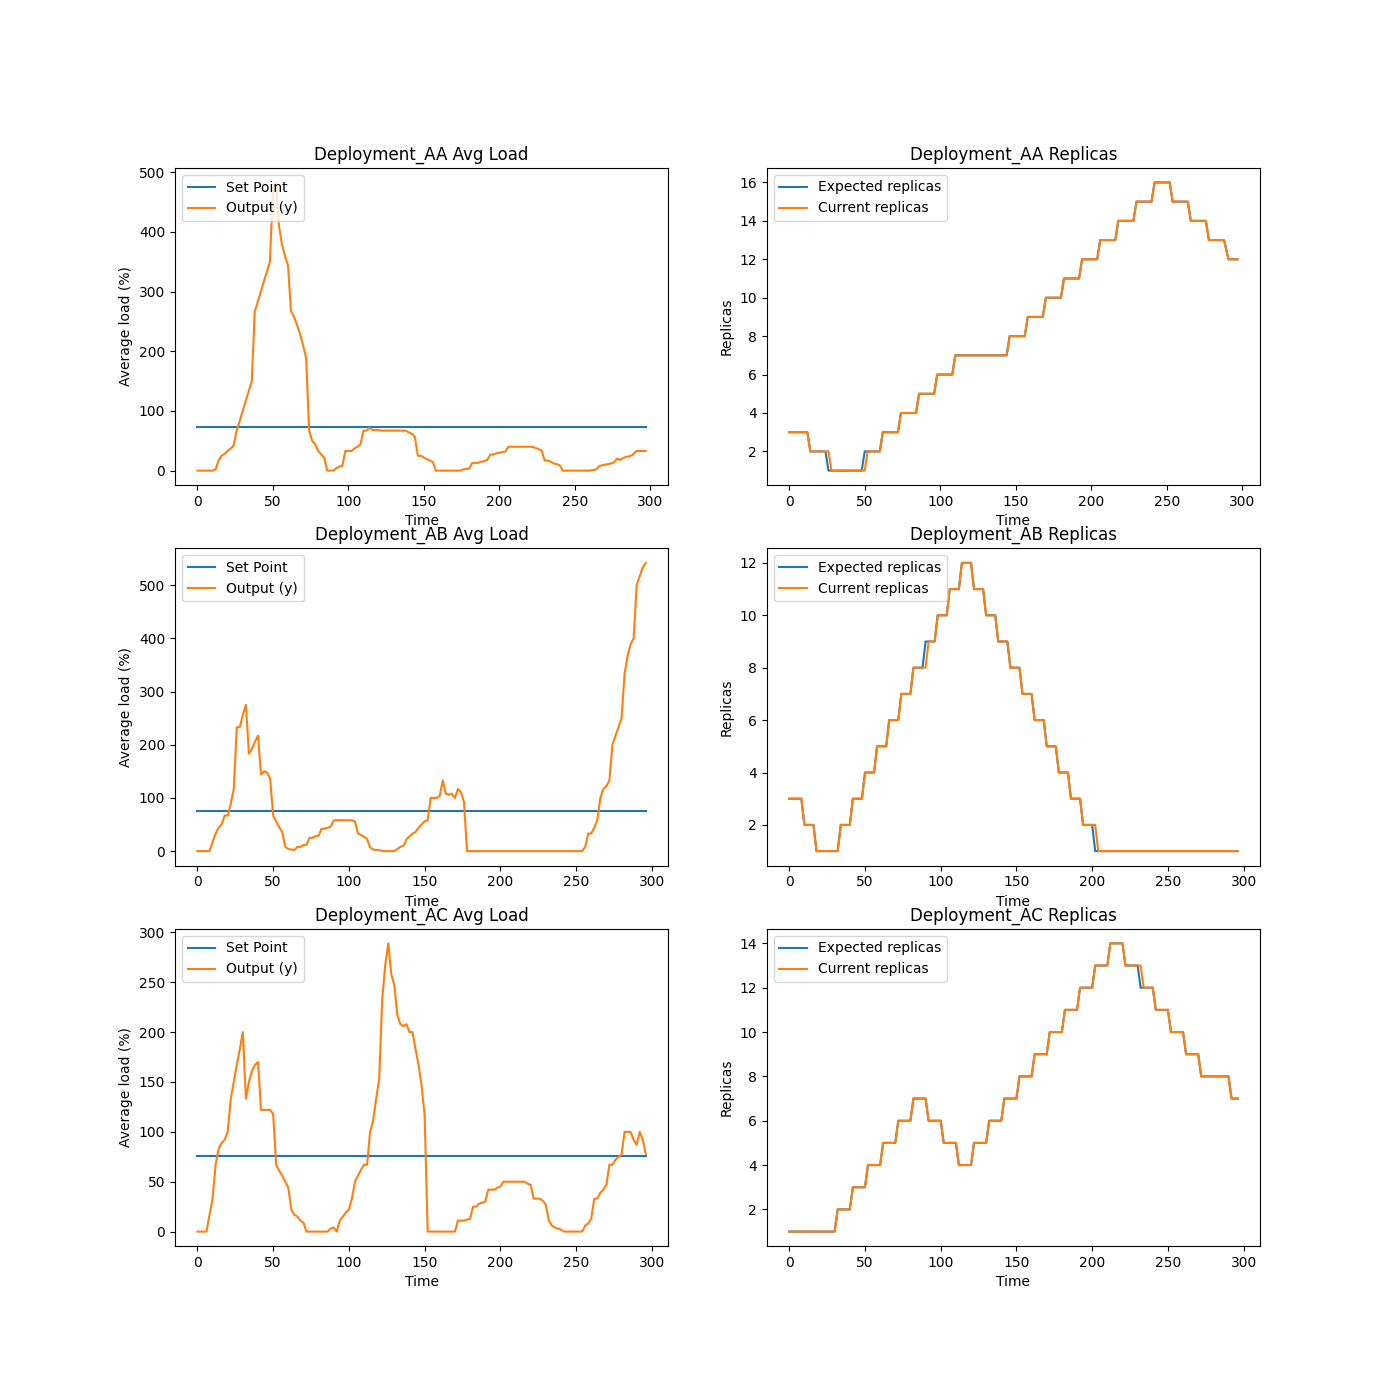 Deployment_AA Avg Load
Set Point
Output (y)
Average load (%)
500
400
300
200
100
0
0 50 100 150 200 250 300
Time
Deployment_AA Replicas
Expected replicas
Current replicas
Replicas
16
14
12
10
8
6
4
2
0 50 100 150 200 250 300
Time
Deployment_AB Avg Load
Set Point
Output (y)
Average load (%)
500
400
300
200
100
0
0 50 100 150 200 250 300
Time
Deployment_AB Replicas
Expected replicas
Current replicas
Replicas
12
10
8
6
4
2
0 50 100 150 200 250 300
Time
Deployment_AC Avg Load
Set Point
Output (y)
Average load (%)
300
250
200
150
100
50
0
0 50 100 150 200 250 300
Time
Deployment_AC Replicas
Expected replicas
Current replicas
Replicas
14
12
10
8
6
4
2
0 50 100 150 200 250 300
Time